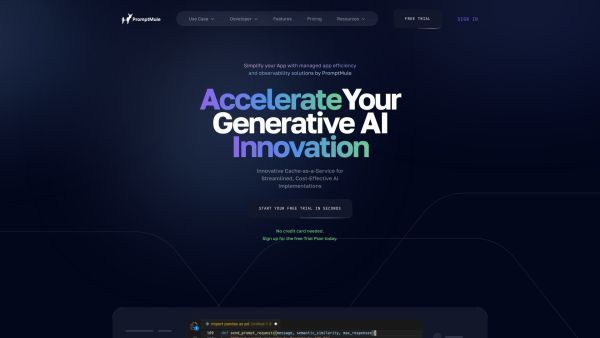 PromptMule
Use Case
Developer
Features
Pricing
Resources
FREE TRIAL
SIGN IN
Simplify your App with managed app efficiency
and observability solutions by PromptMule
Accelerate Your
Generative AI
Innovation
Innovative Cache-as-a-Service for
Streamlined, Cost-Effective AI
Implementations
START YOUR FREE TRIAL IN SECONDS
No credit card needed.
Sign up for the free Trial Plan today.
import pandas as pd
109 def send_prompt_requests(message, semantic_similarity, max_responses)